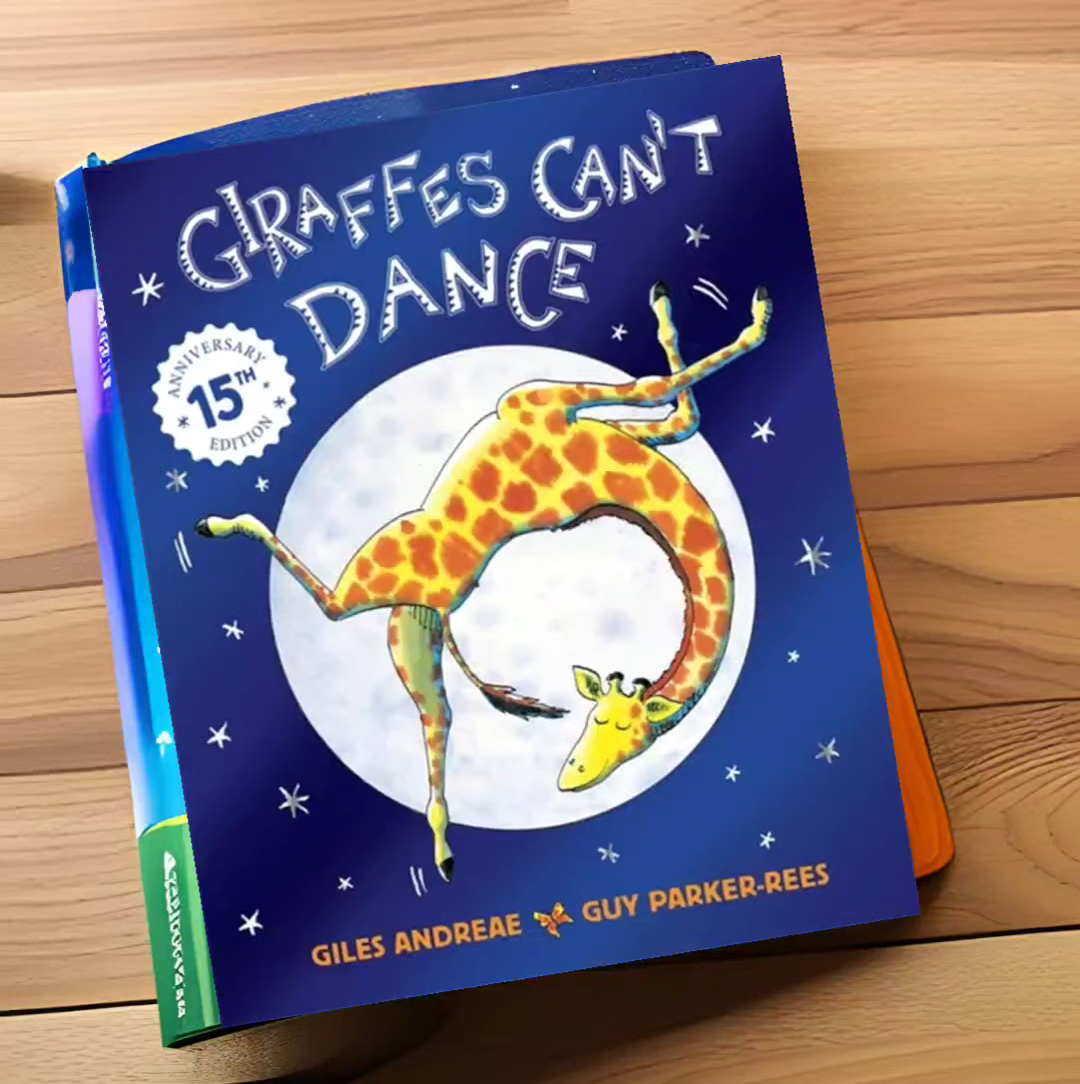 GIRAFFES CAN'T
DANCE
ANNIVERSARY
15TH
EDITION
GILES ANDREAE GUY PARKER-REES